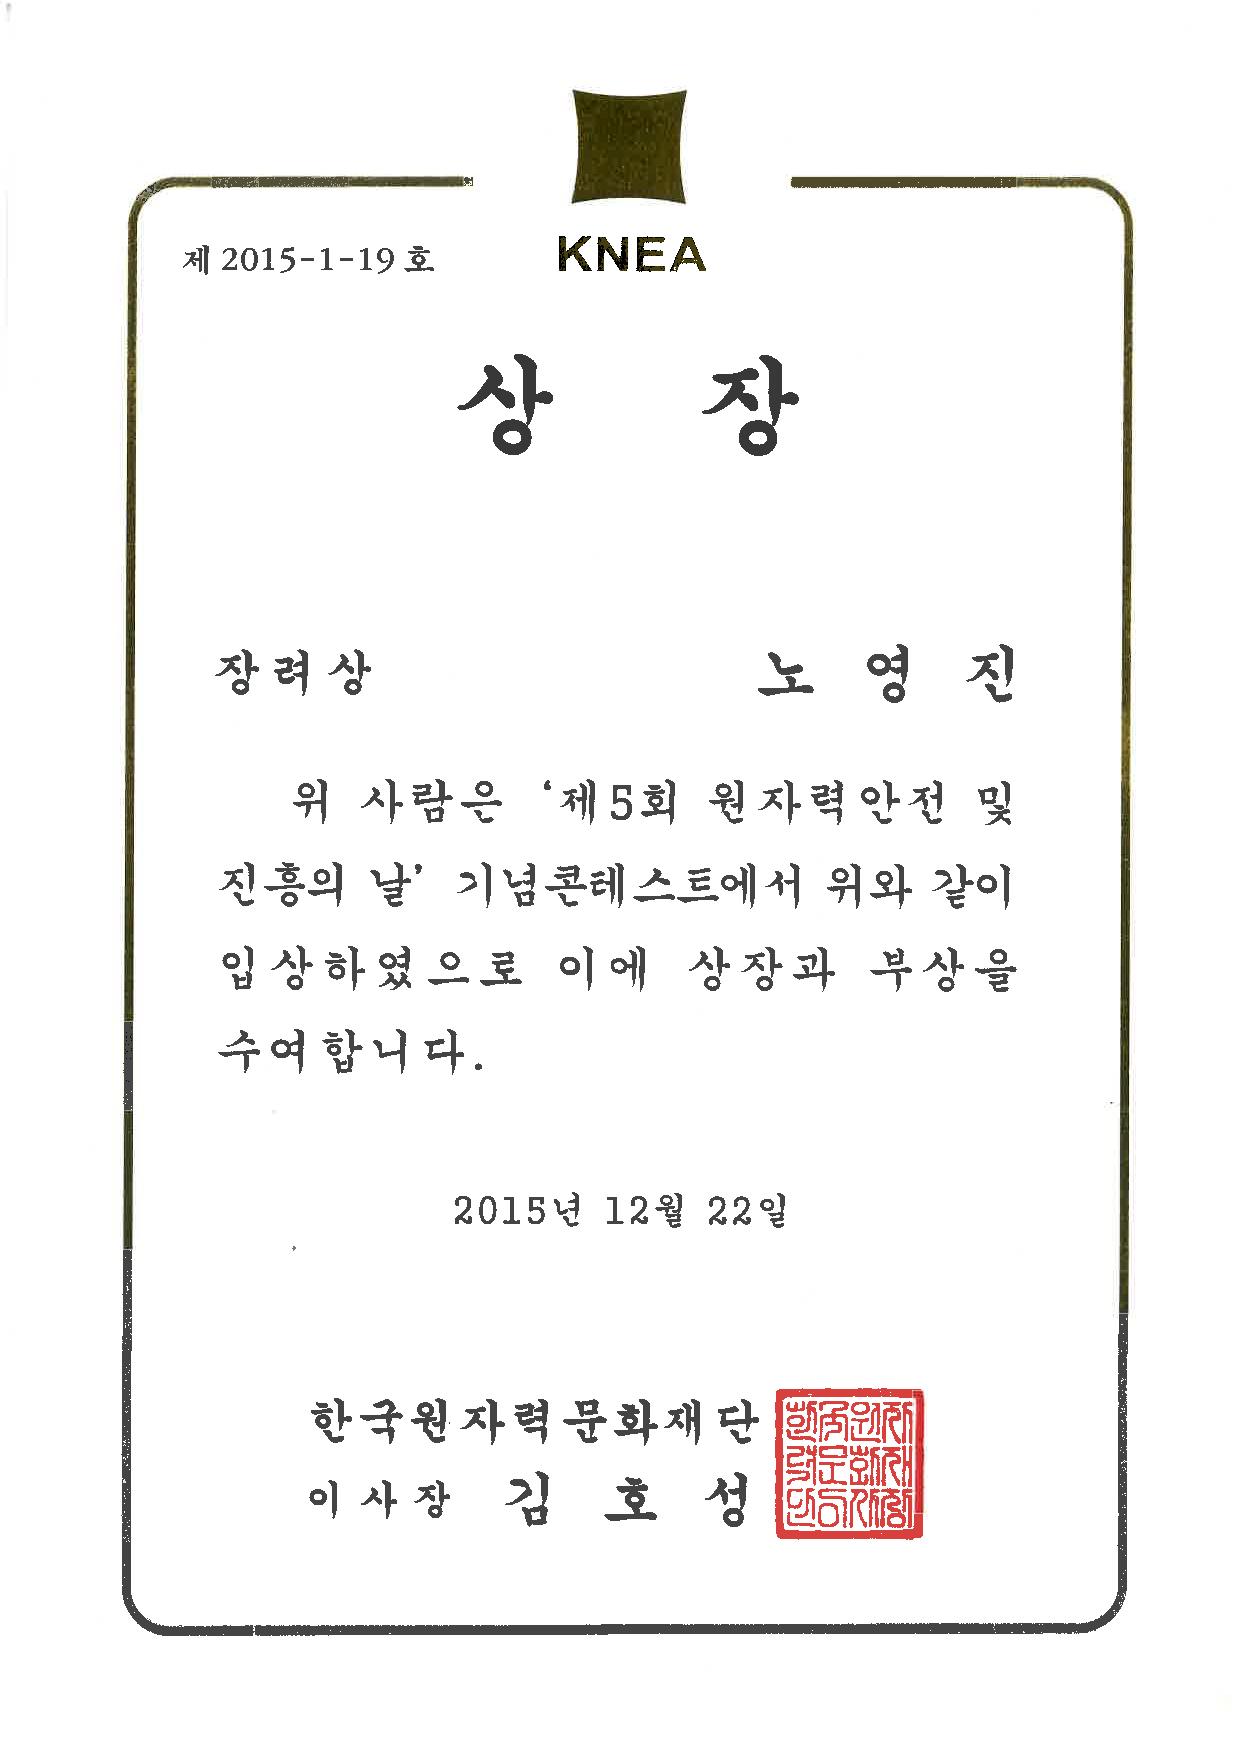 KNEA
제 2015-1-19 호
상 장
장려상 노 영 진
위 사람은 ‘제5회 원자력안전 및
진흥의 날’ 기념콘테스트에서 위와 같이
입상하였으로 이에 상장과 부상을
수여합니다.
2015년 12월 22일
한국원자력문화재단
이사장 김 호 성